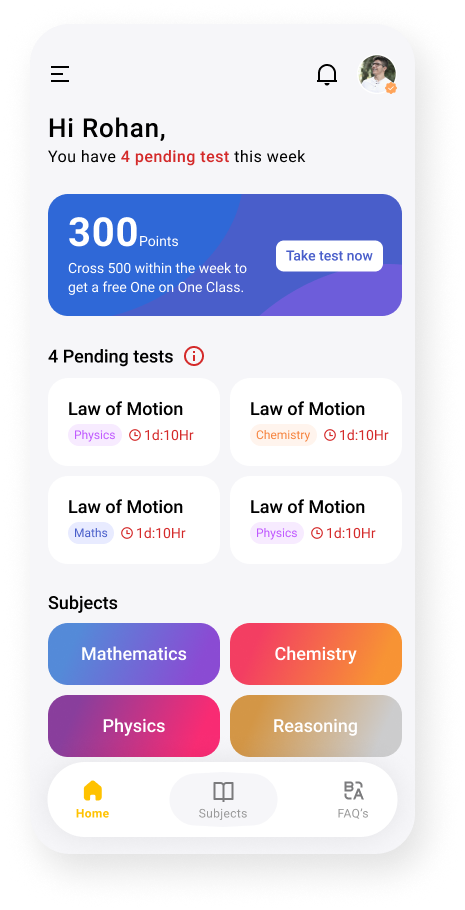 Hi Rohan,
You have 4 pending test this week
300 Points
Cross 500 within the week to
get a free One on One Class.
Take test now
4 Pending tests
Law of Motion
Physics 1d:10Hr
Law of Motion
Chemistry 1d:10Hr
Law of Motion
Maths 1d:10Hr
Law of Motion
Physics 1d:10Hr
Subjects
Mathematics
Chemistry
Physics
Reasoning
Home
Subjects
FAQ's